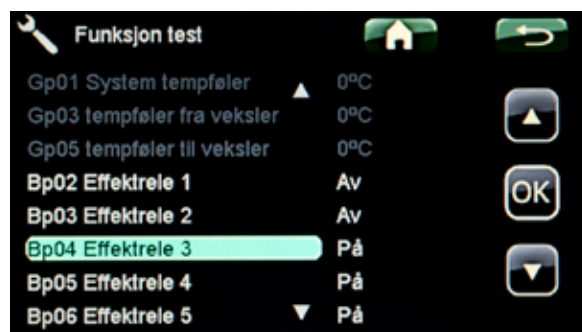 Funksjon test
Gp01 System tempføler 0ºC
Gp03 tempføler fra veksler 0ºC
Gp05 tempføler til veksler 0ºC
Bp02 Effektrele 1 Av
Bp03 Effektrele 2 Av
Bp04 Effektrele 3 På
Bp05 Effektrele 4 På
Bp06 Effektrele 5 På
OK